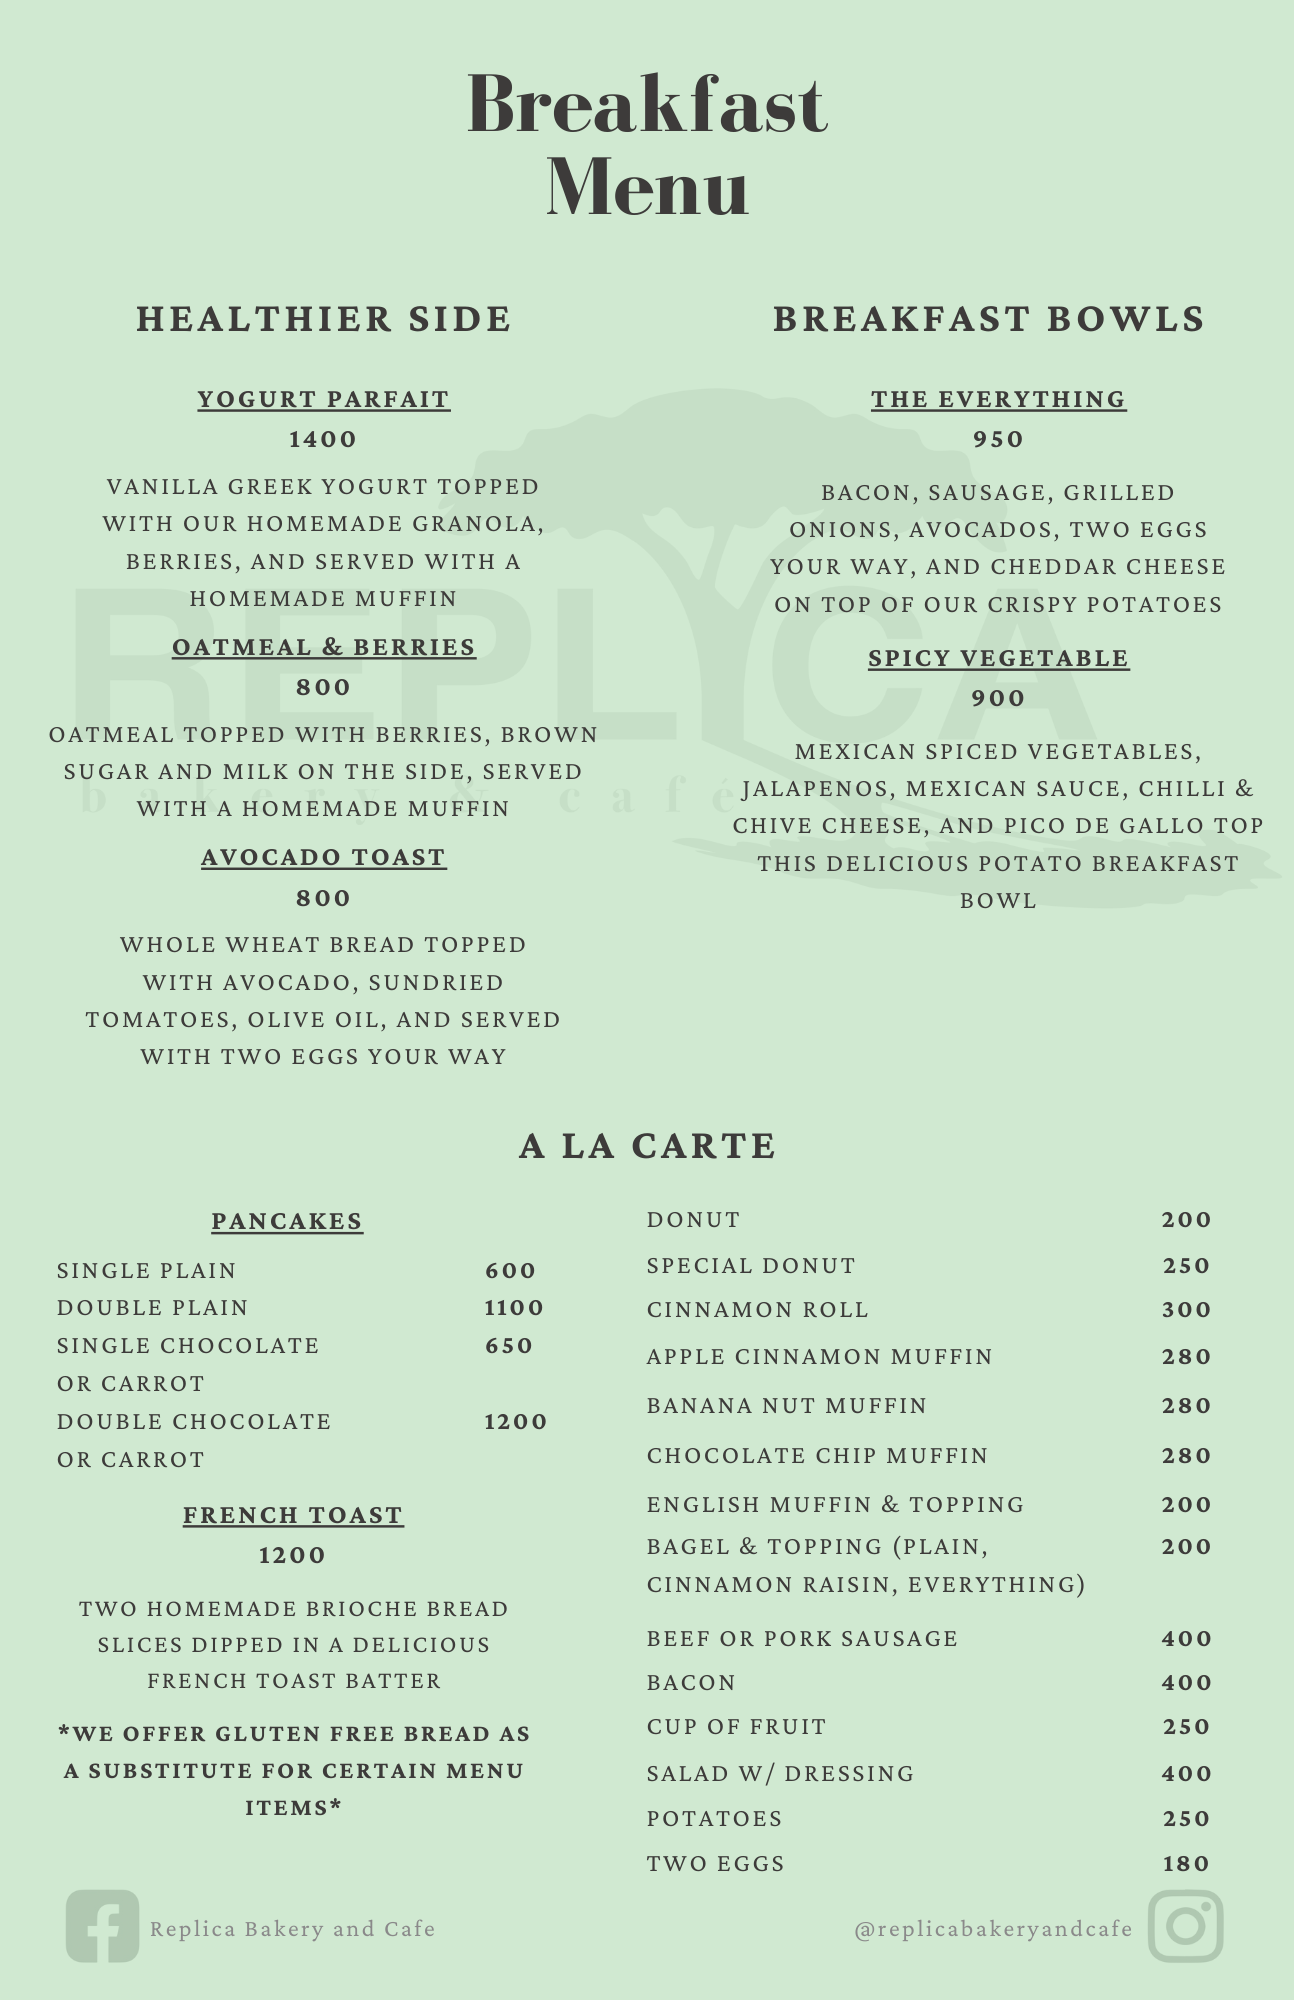 Breakfast
Menu
HEALTHIER SIDE
YOGURT PARFAIT
1400
VANILLA GREEK YOGURT TOPPED
WITH OUR HOMEMADE GRANOLA,
BERRIES, AND SERVED WITH A
HOMEMADE MUFFIN
OATMEAL & BERRIES
800
OATMEAL TOPPED WITH BERRIES, BROWN
SUGAR AND MILK ON THE SIDE, SERVED
WITH A HOMEMADE MUFFIN
AVOCADO TOAST
800
WHOLE WHEAT BREAD TOPPED
WITH AVOCADO, SUNDRIED
TOMATOES, OLIVE OIL, AND SERVED
WITH TWO EGGS YOUR WAY
BREAKFAST BOWLS
THE EVERYTHING
950
BACON, SAUSAGE, GRILLED
ONIONS, AVOCADOS, TWO EGGS
YOUR WAY, AND CHEDDAR CHEESE
ON TOP OF OUR CRISPY POTATOES
SPICY VEGETABLE
900
MEXICAN SPICED VEGETABLES,
JALAPENOS, MEXICAN SAUCE, CHILLI &
CHIVE CHEESE, AND PICO DE GALLO TOP
THIS DELICIOUS POTATO BREAKFAST
BOWL
REPLYCA
bakery & café
A LA CARTE
PANCAKES
SINGLE PLAIN 600
DOUBLE PLAIN 1100
SINGLE CHOCOLATE 650
OR CARROT
DOUBLE CHOCOLATE 1200
OR CARROT
FRENCH TOAST
1200
TWO HOMEMADE BRIOCHE BREAD
SLICES DIPPED IN A DELICIOUS
FRENCH TOAST BATTER
*WE OFFER GLUTEN FREE BREAD AS
A SUBSTITUTE FOR CERTAIN MENU
ITEMS*
DONUT 200
SPECIAL DONUT 250
CINNAMON ROLL 300
APPLE CINNAMON MUFFIN 280
BANANA NUT MUFFIN 280
CHOCOLATE CHIP MUFFIN 280
ENGLISH MUFFIN & TOPPING 200
BAGEL & TOPPING (PLAIN, 200
CINNAMON RAISIN, EVERYTHING)
BEEF OR PORK SAUSAGE 400
BACON 400
CUP OF FRUIT 250
SALAD W/ DRESSING 400
POTATOES 250
TWO EGGS 180
Replica Bakery and Cafe
@replicabakeryandcafe